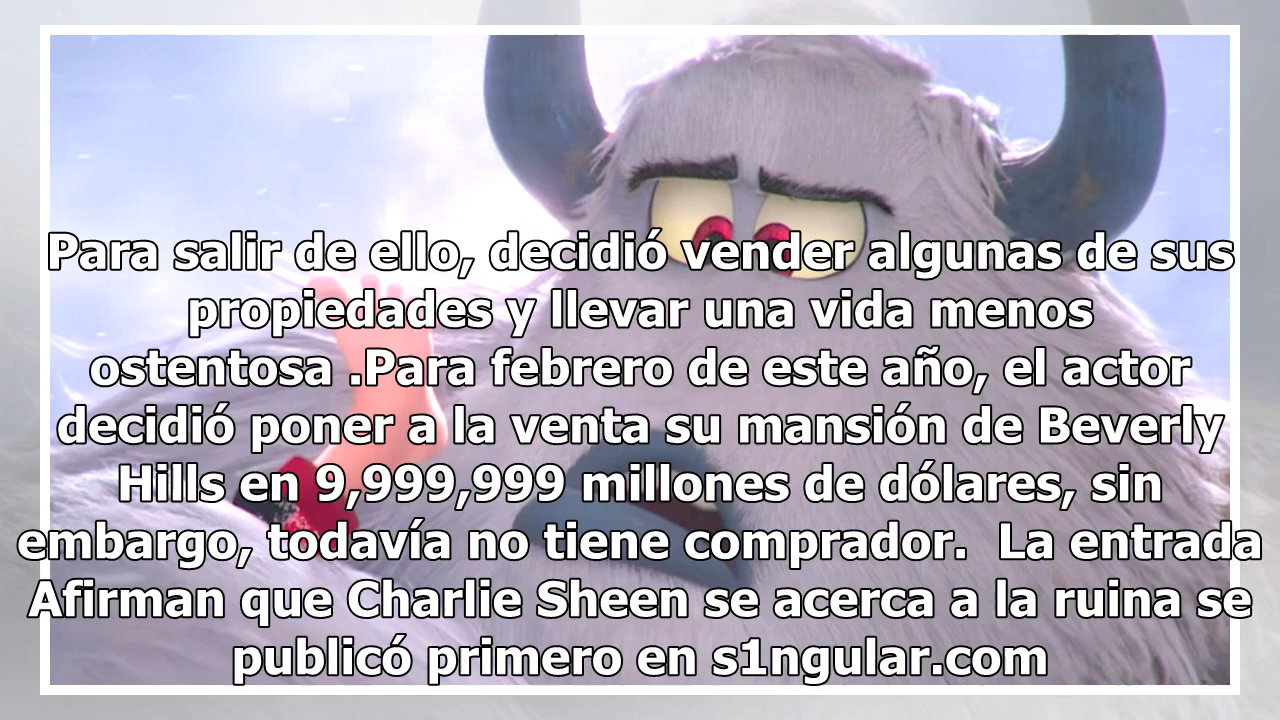 Para salir de ello, decidió vender algunas de sus
propiedades y llevar una vida menos
ostentosa .Para febrero de este año, el actor
decidió poner a la venta su mansión de Beverly
Hills en 9,999,999 millones de dólares, sin
embargo, todavía no tiene comprador.  La entrada
Afirman que Charlie Sheen se acerca a la ruina se
publicó primero en s1ngular.com